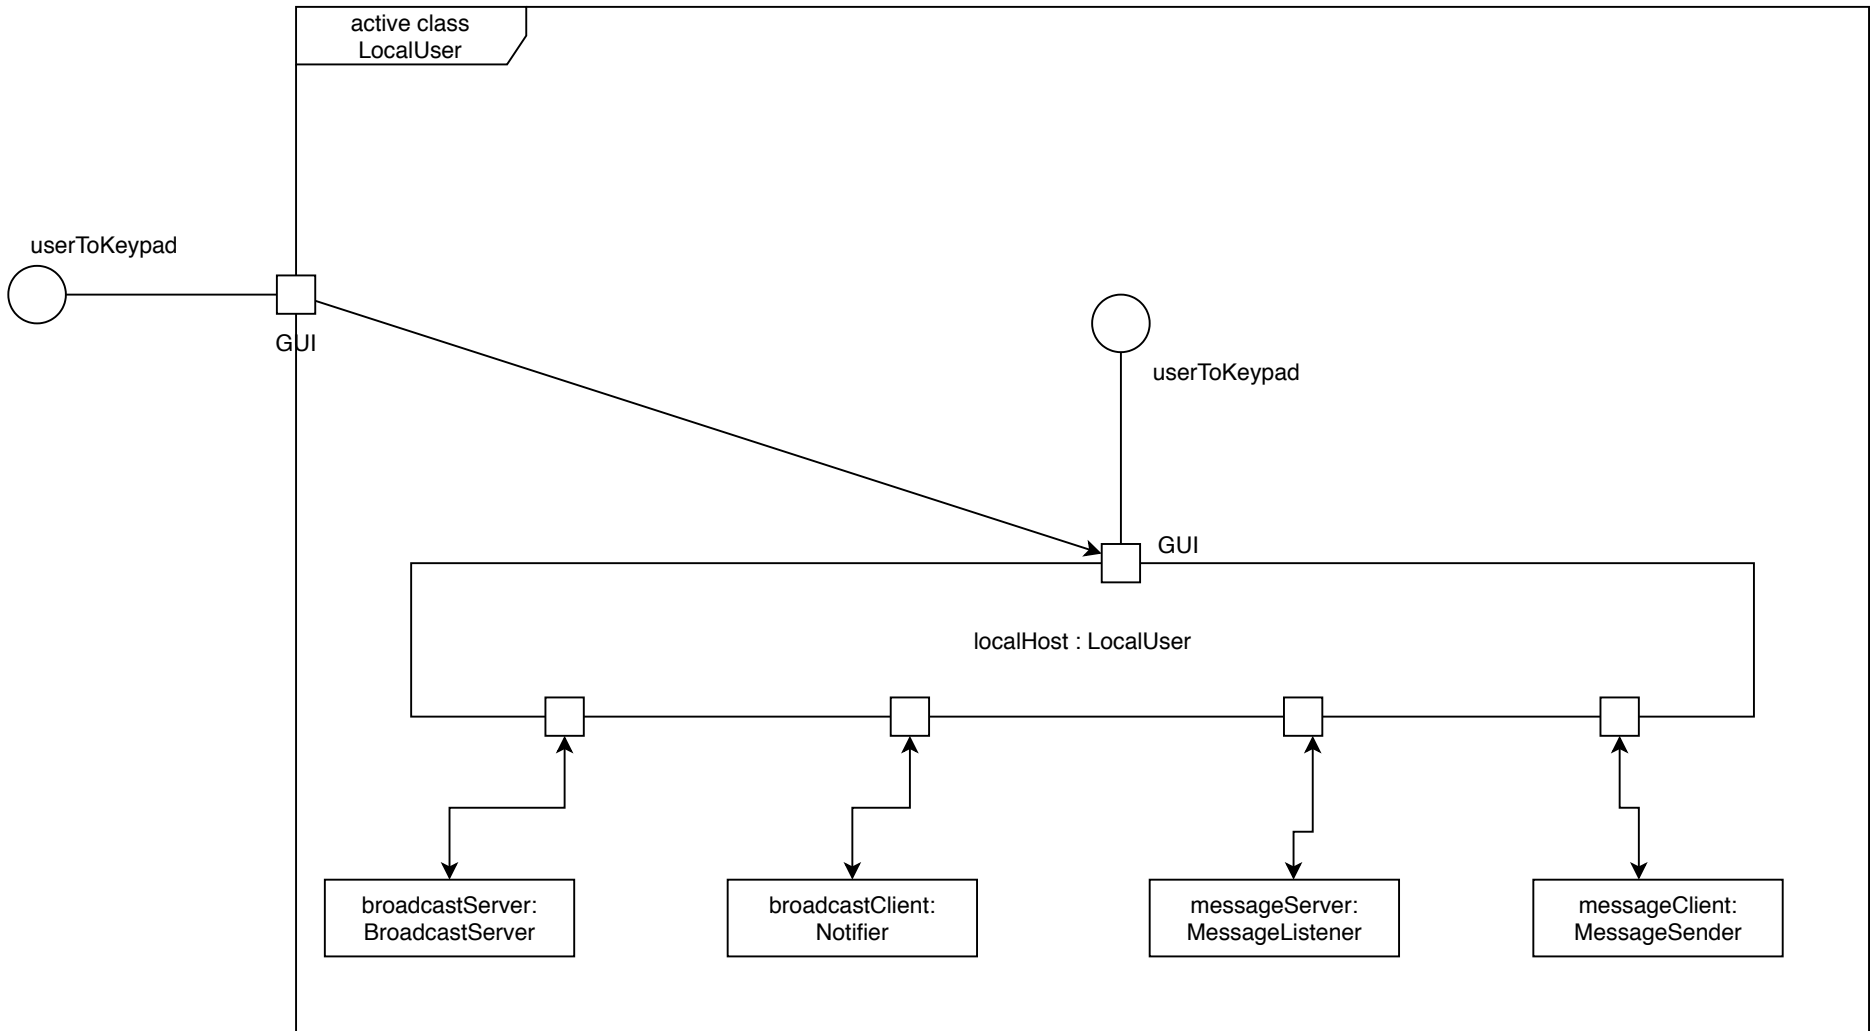 active class
LocalUser
userToKeypad
GUI
userToKeypad
GUI
localHost : LocalUser
broadcastServer:
BroadcastServer
broadcastClient:
Notifier
messageServer:
MessageListener
messageClient:
MessageSender